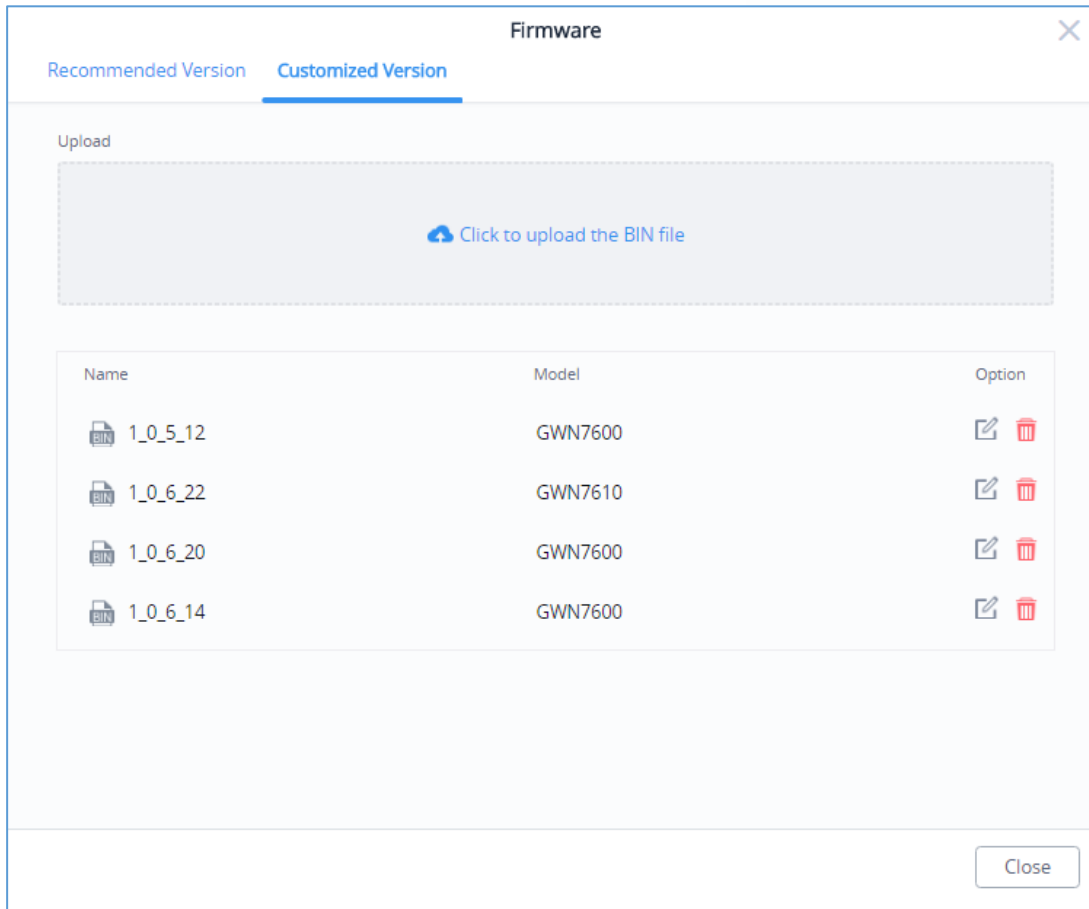 Firmware
Recommended Version Customized Version
Upload
Click to upload the BIN file
Name Model Option
BIN 1_0_5_12 GWN7600
BIN 1_0_6_22 GWN7610
BIN 1_0_6_20 GWN7600
BIN 1_0_6_14 GWN7600
Close